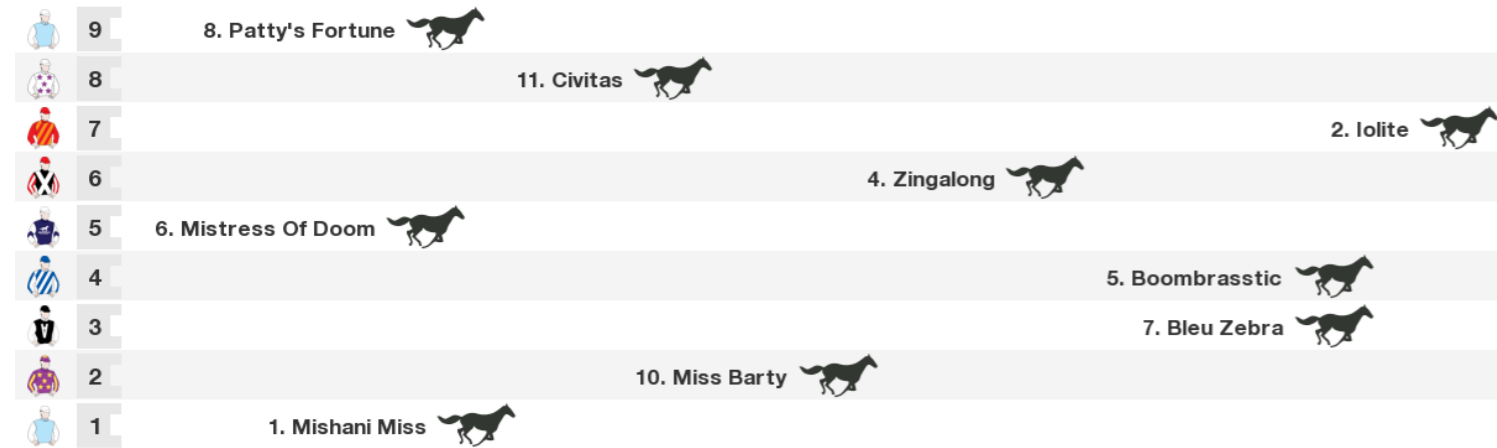 9 8. Patty's Fortune
8 11. Civitas
7 2. Iolite
6 4. Zingalong
5 6. Mistress Of Doom
4 5. Boombrasstic
3 7. Bleu Zebra
2 10. Miss Barty
1 1. Mishani Miss